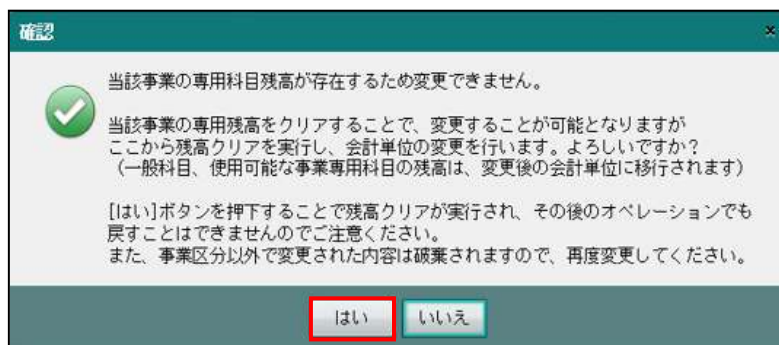 確認
当該事業の専用科目残高が存在するため変更できません。
当該事業の専用残高をクリアすることで、変更することが可能となりますが
ここから残高クリアを実行し、会計単位の変更を行います。よろしいですか？
（一般科目、使用可能な事業専用科目の残高は、変更後の会計単位に移行されます）
[はい]ボタンを押下することで残高クリアが実行され、その後のオペレーションでも
戻すことはできませんのでご注意ください。
また、事業区分以外で変更された内容は破棄されますので、再度変更してください。
はい いいえ